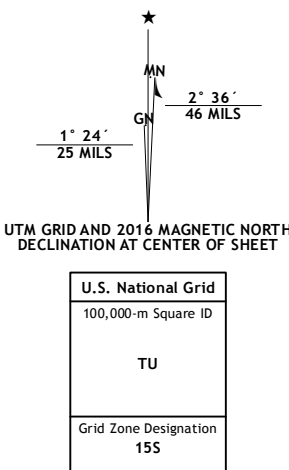 ★
MN
2° 36´
46 MILS
GN
1° 24´
25 MILS
UTM GRID AND 2016 MAGNETIC NORTH
DECLINATION AT CENTER OF SHEET
U.S. National Grid
100,000-m Square ID
TU
Grid Zone Designation
15S